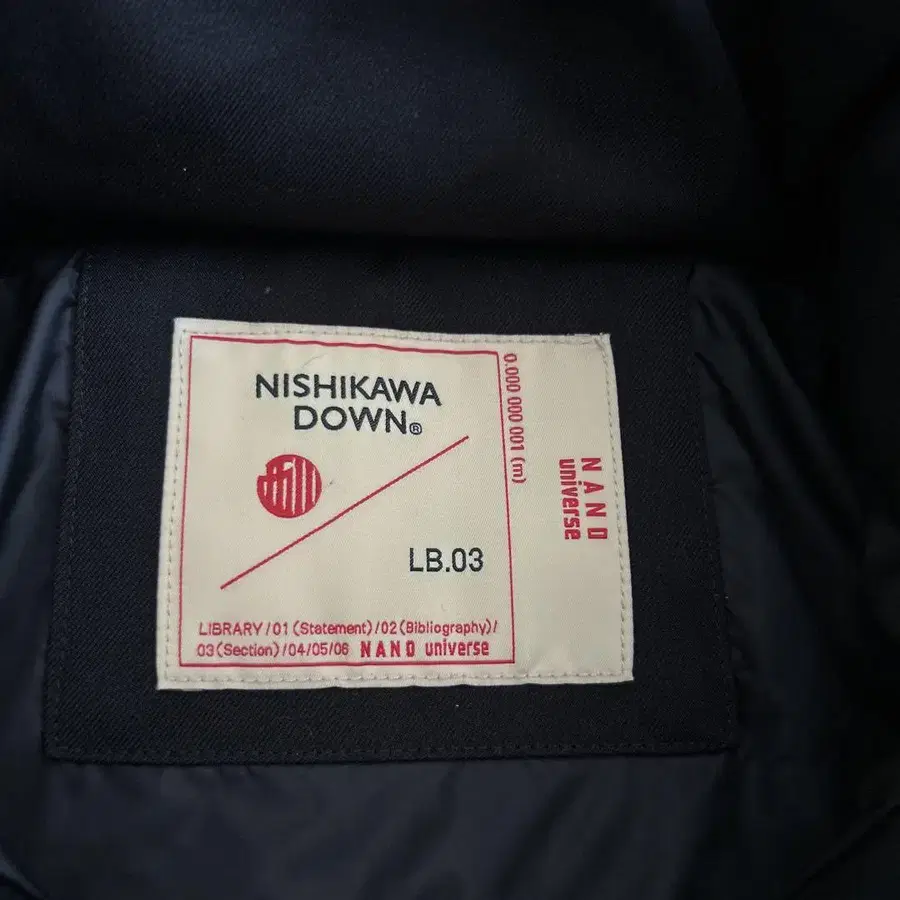 NISHIKAWA
DOWN®
LB.03
LIBRARY/01(Statement)/02(Bibliography)/
03(Section)/04/05/06 NANO universe
0.000 000 001 (m)
NANO
universe